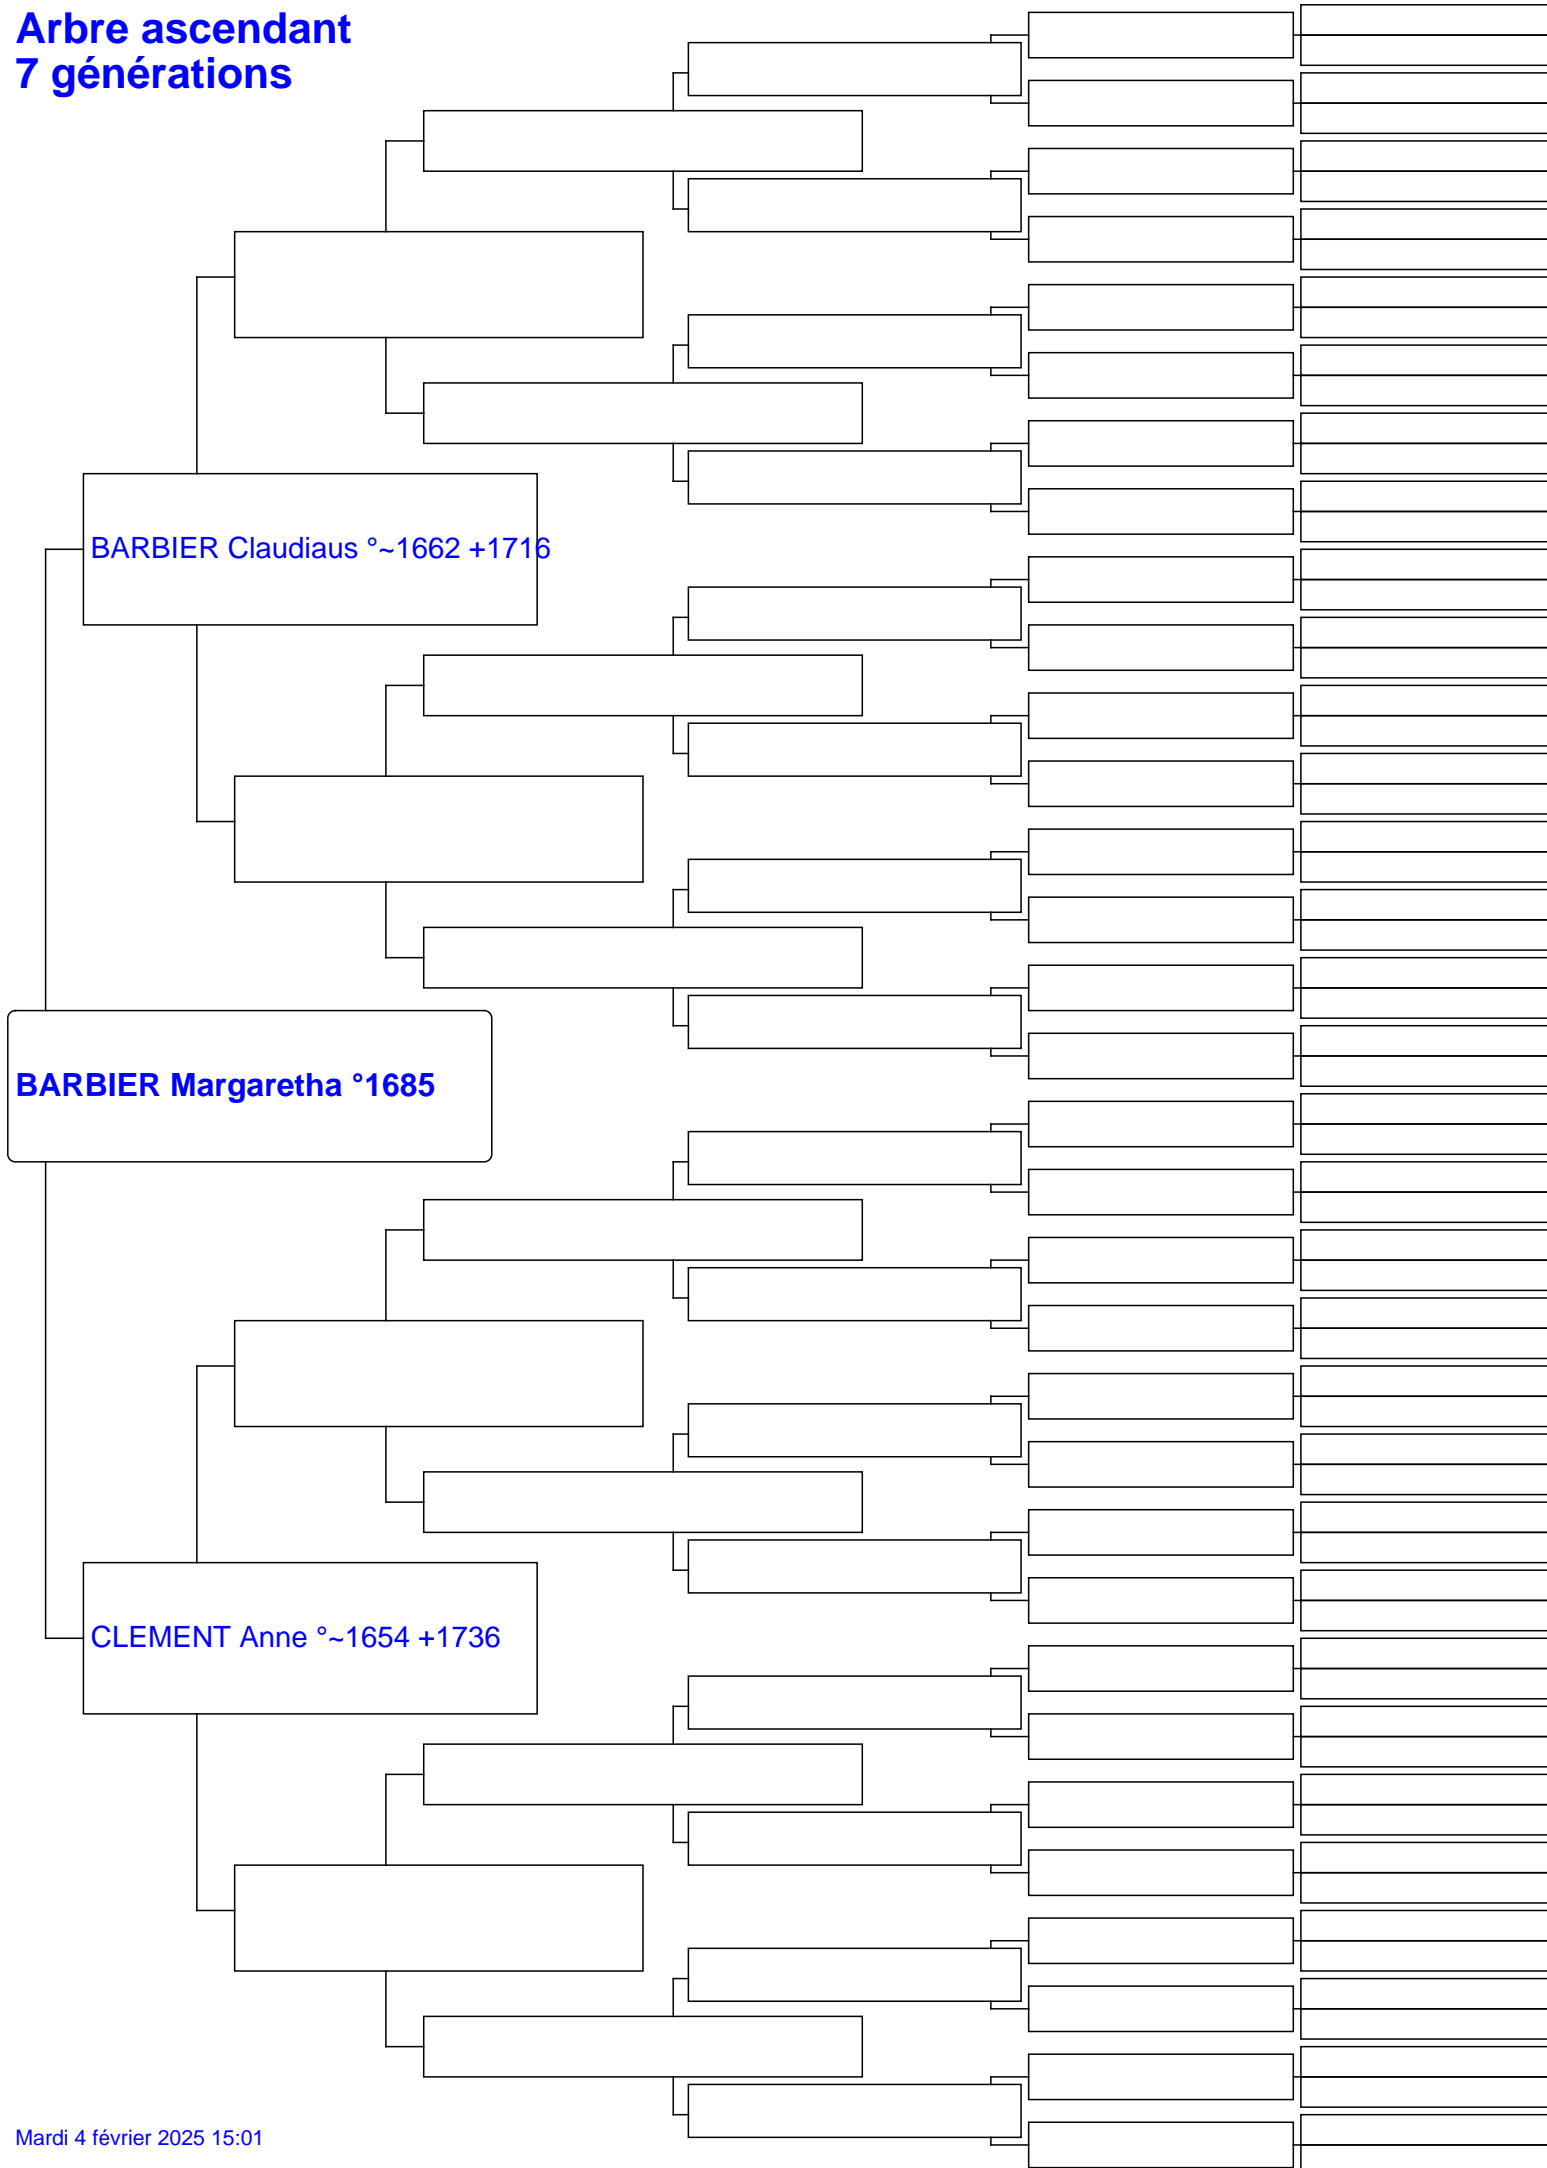 Arbre ascendant
7 générations
BARBIER Claudiaus °~1662 +1716
BARBIER Margaretha °1685
CLEMENT Anne °~1654 +1736
Mardi 4 février 2025 15:01